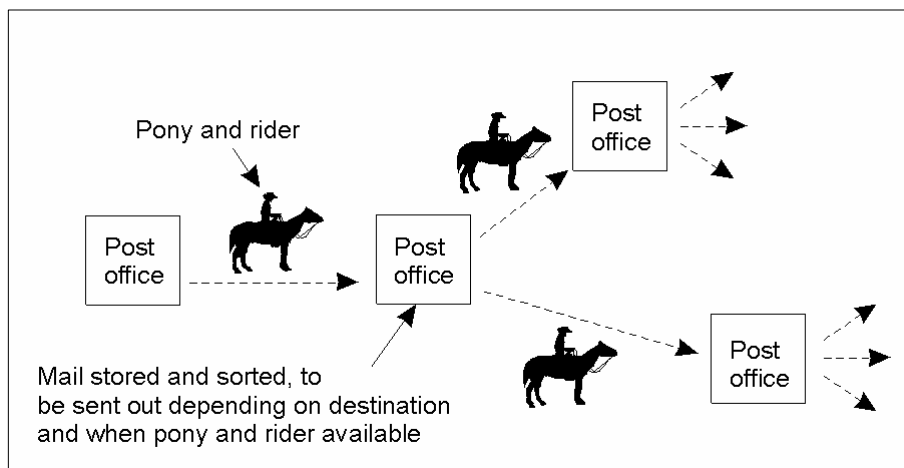 Post
office
Pony and rider
Post
office
Post
office
Post
office
Mail stored and sorted, to
be sent out depending on destination
and when pony and rider available